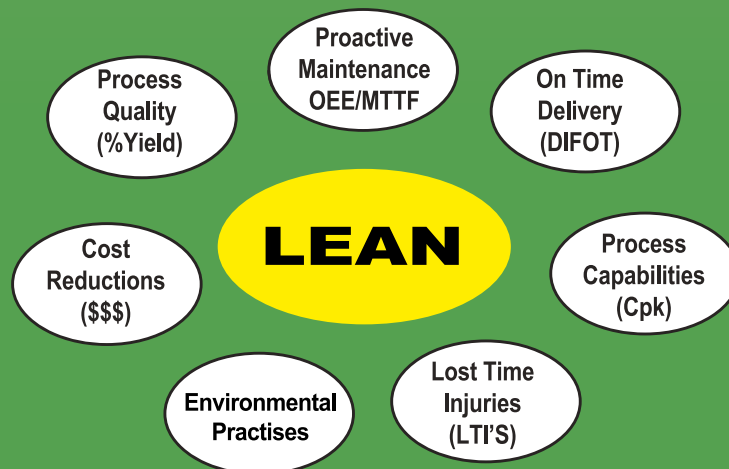 Proactive
Maintenance
OEE/MTTF
Process
Quality
(%Yield)
On Time
Delivery
(DIFOT)
LEAN
Cost
Reductions
($$$)
Process
Capabilities
(Cpk)
Environmental
Practises
Lost Time
Injuries
(LTI'S)